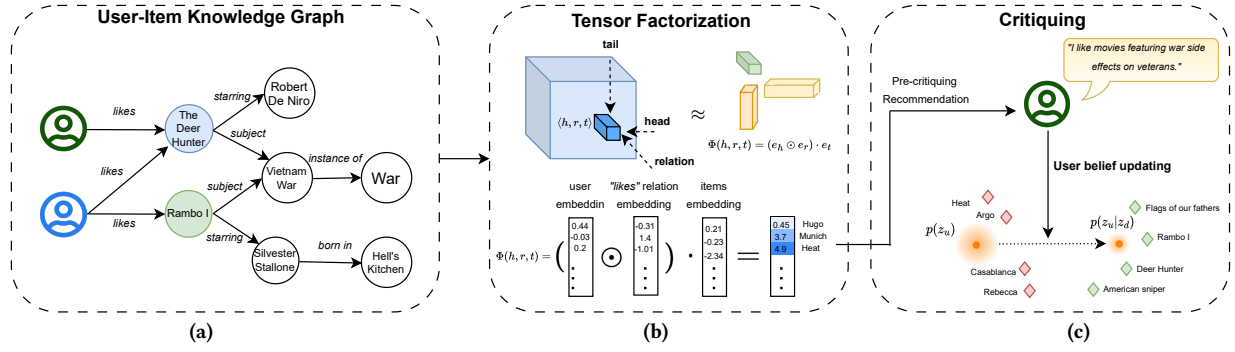 User-Item Knowledge Graph
likes
likes
likes
The
Deer
Hunter
Rambo I
starring
subject
subject
starring
Robert
De Niro
Vietnam
War
instance of
War
Silvester
Stallone
born in
Hell's
Kitchen
(a)
Tensor Factorization
tail
⟨h, r, t⟩
head
relation
≈
Φ(h, r, t) = (e_h ⊙ e_r) · e_t
user
embeddin
"likes" relation
embedding
items
embedding
Φ(h, r, t) =
(
0.44
-0.03
0.2
⊙
-0.31
1.4
-1.01
)
·
0.21
-0.23
-2.34
=
0.45
3.7
4.9
Hugo
Munich
Heat
(b)
Critiquing
"I like movies featuring war side
effects on veterans."
Pre-critiquing
Recommendation
User belief updating
Heat
Argo
p(z_u)
Casablanca
Rebecca
p(z_u|z_d)
Flags of our fathers
Rambo I
Deer Hunter
American sniper
(c)